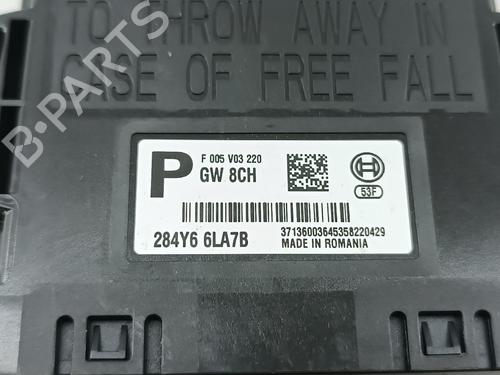 TO THROW AWAY IN
CASE OF FREE FALL
B-PARTS
P
F 005 V03 220
GW 8CH
53F
284Y6 6LA7B
37136003645358220429
MADE IN ROMANIA